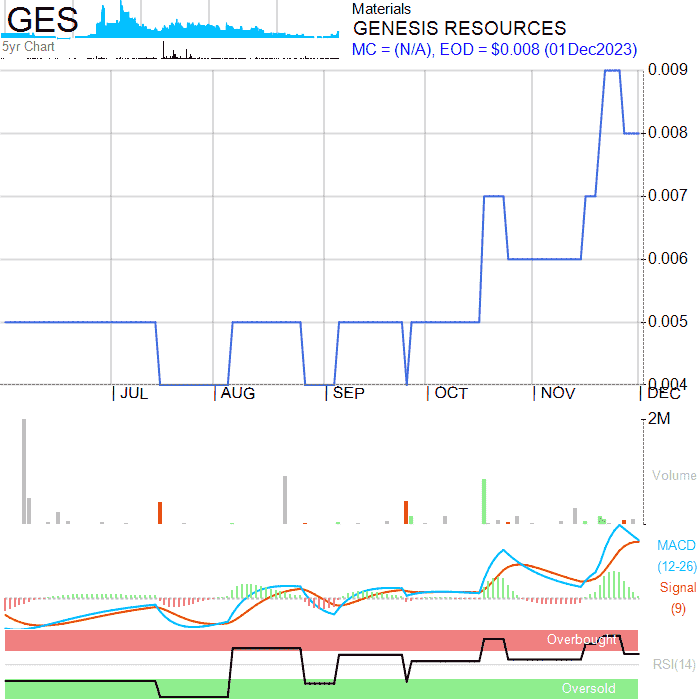 GES
5yr Chart
Materials
GENESIS RESOURCES
MC = (N/A), EOD = $0.008 (01Dec2023)
0.009
0.008
0.007
0.006
0.005
0.004
JUL AUG SEP OCT NOV DEC
2M
Volume
MACD
(12-26)
Signal
(9)
Overbought
RSI(14)
Oversold